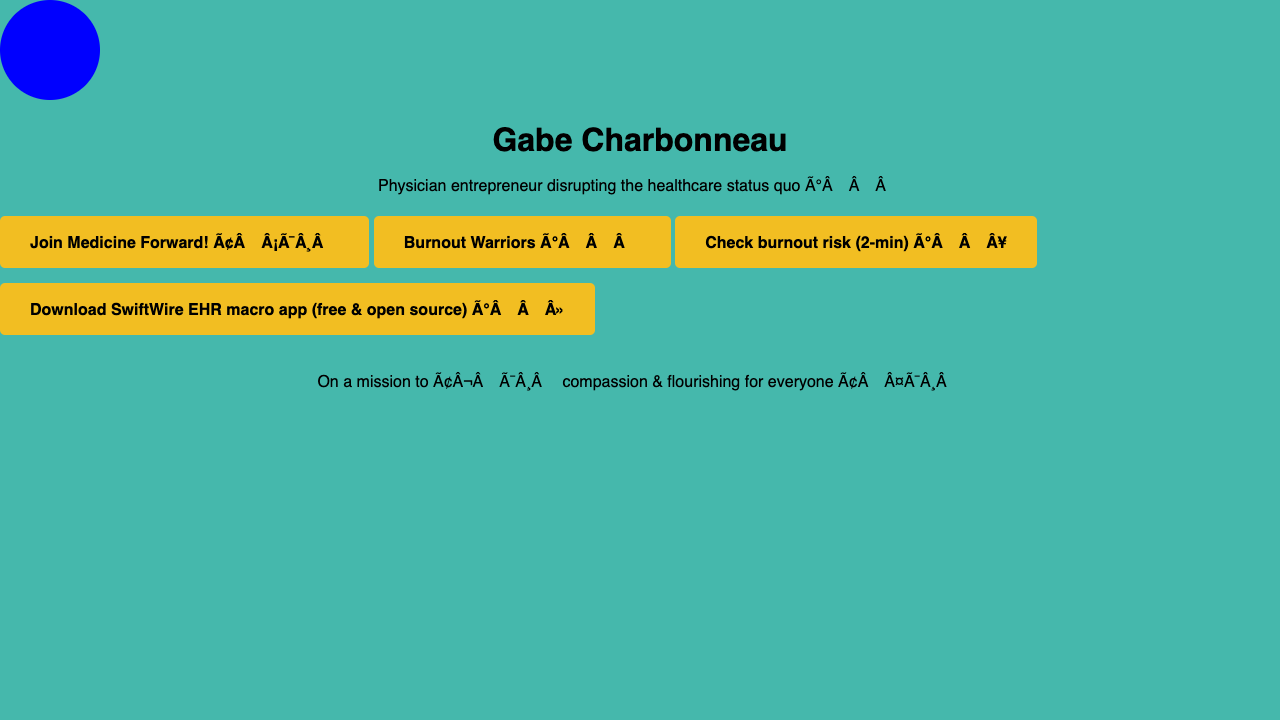 Gabe Charbonneau
Physician entrepreneur disrupting the healthcare status quo Ã°Â Â Â
Join Medicine Forward! Ã¢Â Â¡Ã¯Â¸Â
Burnout Warriors Ã°Â Â Â
Check burnout risk (2-min) Ã°Â Â Â¥
Download SwiftWire EHR macro app (free & open source) Ã°Â Â Â»
On a mission to Ã¢Â¬Â Ã¯Â¸Â compassion & flourishing for everyone Ã¢Â Â¤Ã¯Â¸Â